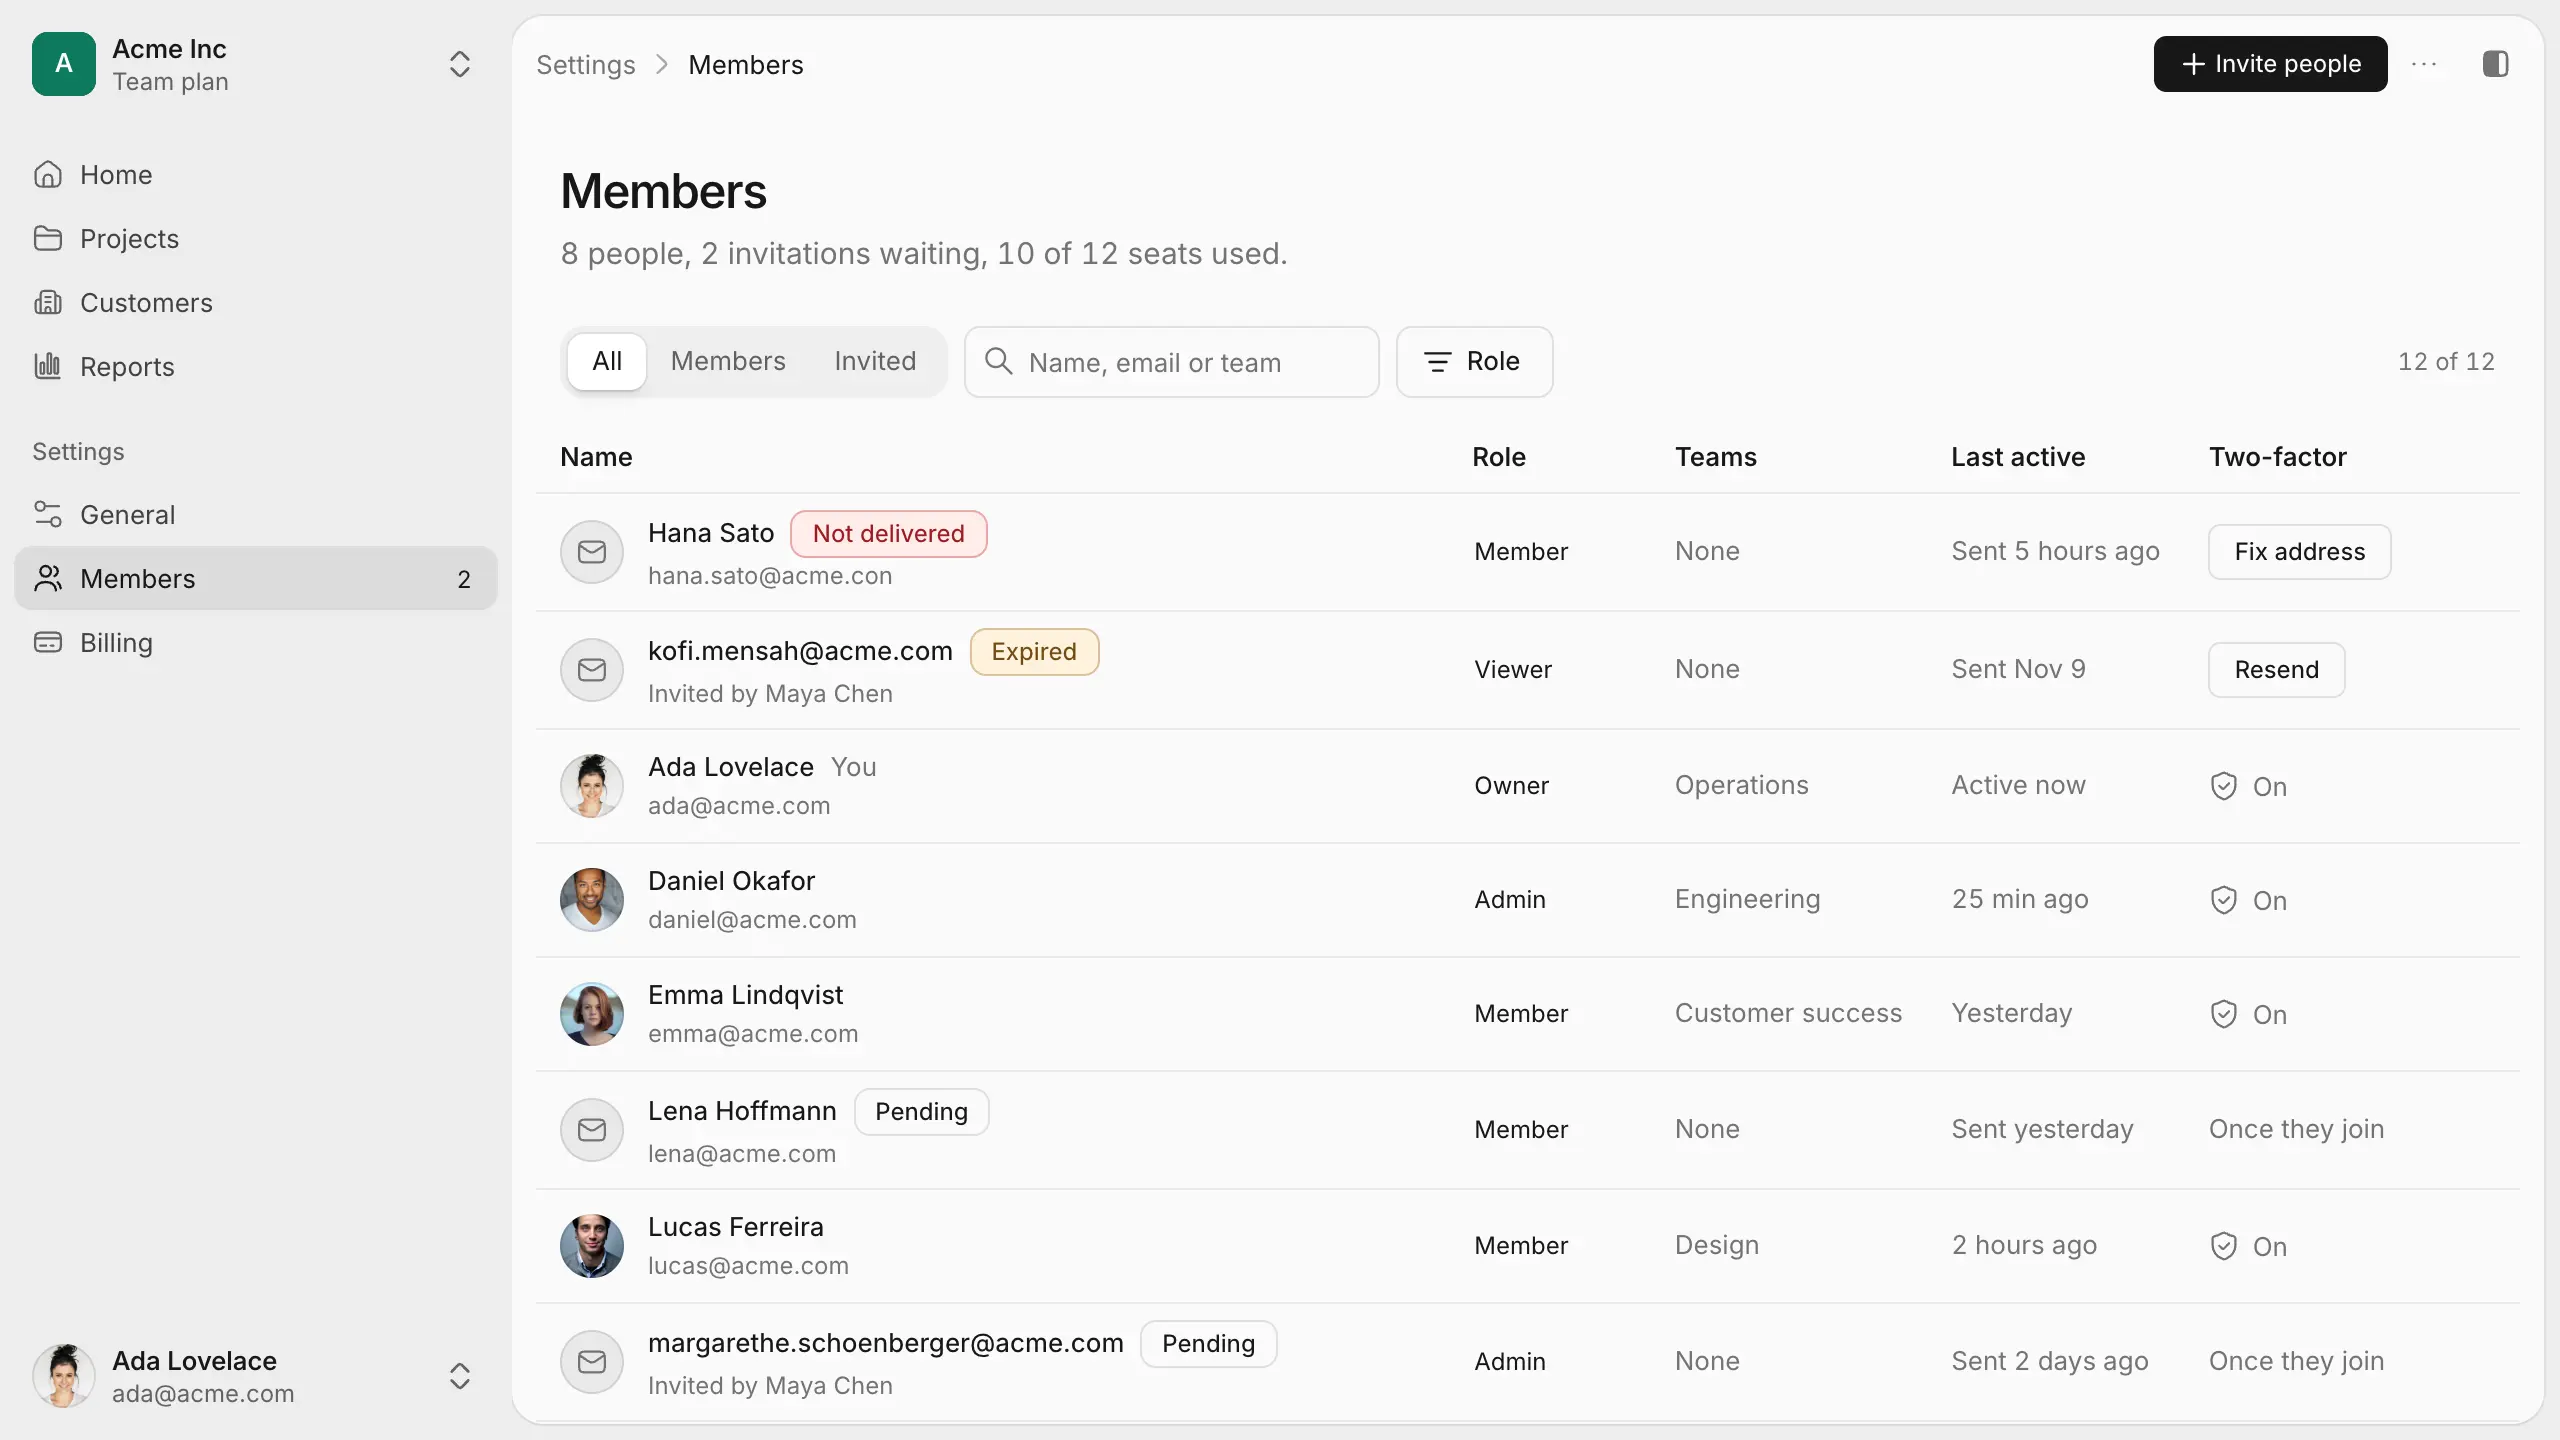 A
Acme Inc
Team plan
Home
Projects
Customers
Reports
Settings
General
Members 2
Billing
Ada Lovelace
ada@acme.com
Settings > Members
+ Invite people ...
Members
8 people, 2 invitations waiting, 10 of 12 seats used.
All Members Invited Name, email or team Role 12 of 12
Name Role Teams Last active Two-factor
Hana Sato Not delivered
hana.sato@acme.con
Member None Sent 5 hours ago Fix address
kofi.mensah@acme.com Expired
Invited by Maya Chen
Viewer None Sent Nov 9 Resend
Ada Lovelace You
ada@acme.com
Owner Operations Active now On
Daniel Okafor
daniel@acme.com
Admin Engineering 25 min ago On
Emma Lindqvist
emma@acme.com
Member Customer success Yesterday On
Lena Hoffmann Pending
lena@acme.com
Member None Sent yesterday Once they join
Lucas Ferreira
lucas@acme.com
Member Design 2 hours ago On
margarethe.schoenberger@acme.com Pending
Invited by Maya Chen
Admin None Sent 2 days ago Once they join